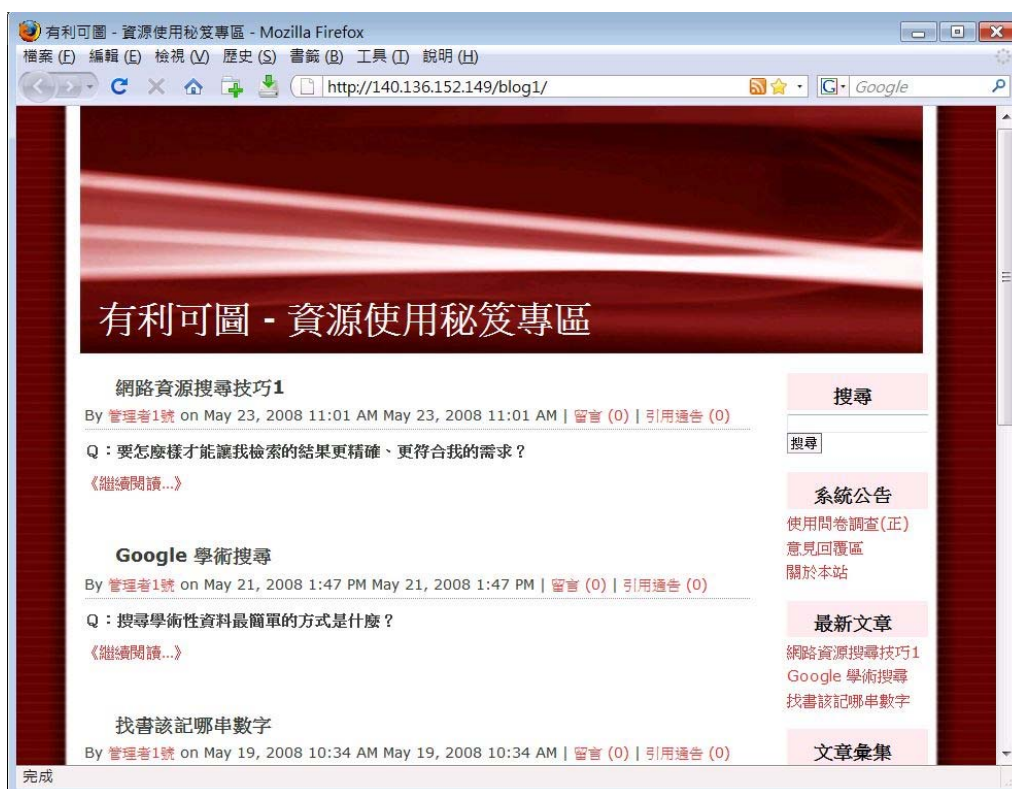 有利可圖 - 資源使用秘笈專區 - Mozilla Firefox
檔案 (F) 編輯 (E) 檢視 (V) 歷史 (S) 書籤 (B) 工具 (T) 說明 (H)
http://140.136.152.149/blog1/
G Google
有利可圖 - 資源使用秘笈專區
網路資源搜尋技巧1
By 管理者1號 on May 23, 2008 11:01 AM May 23, 2008 11:01 AM | 留言 (0) | 引用通告 (0)
Q：要怎麼樣才能讓我檢索的結果更精確、更符合我的需求？
《繼續閱讀...》
Google 學術搜尋
By 管理者1號 on May 21, 2008 1:47 PM May 21, 2008 1:47 PM | 留言 (0) | 引用通告 (0)
Q：搜尋學術性資料最簡單的方式是什麼？
《繼續閱讀...》
找書該記哪串數字
By 管理者1號 on May 19, 2008 10:34 AM May 19, 2008 10:34 AM | 留言 (0) | 引用通告 (0)
搜尋
搜尋
系統公告
使用問卷調查(正)
意見回覆區
關於本站
最新文章
網路資源搜尋技巧1
Google 學術搜尋
找書該記哪串數字
文章彙集
完成